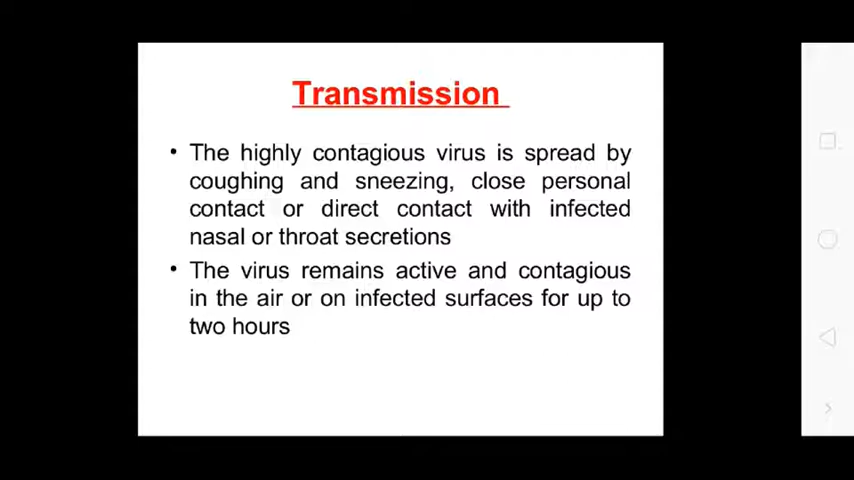 Transmission
• The highly contagious virus is spread by
coughing and sneezing, close personal
contact or direct contact with infected
nasal or throat secretions
• The virus remains active and contagious
in the air or on infected surfaces for up to
two hours